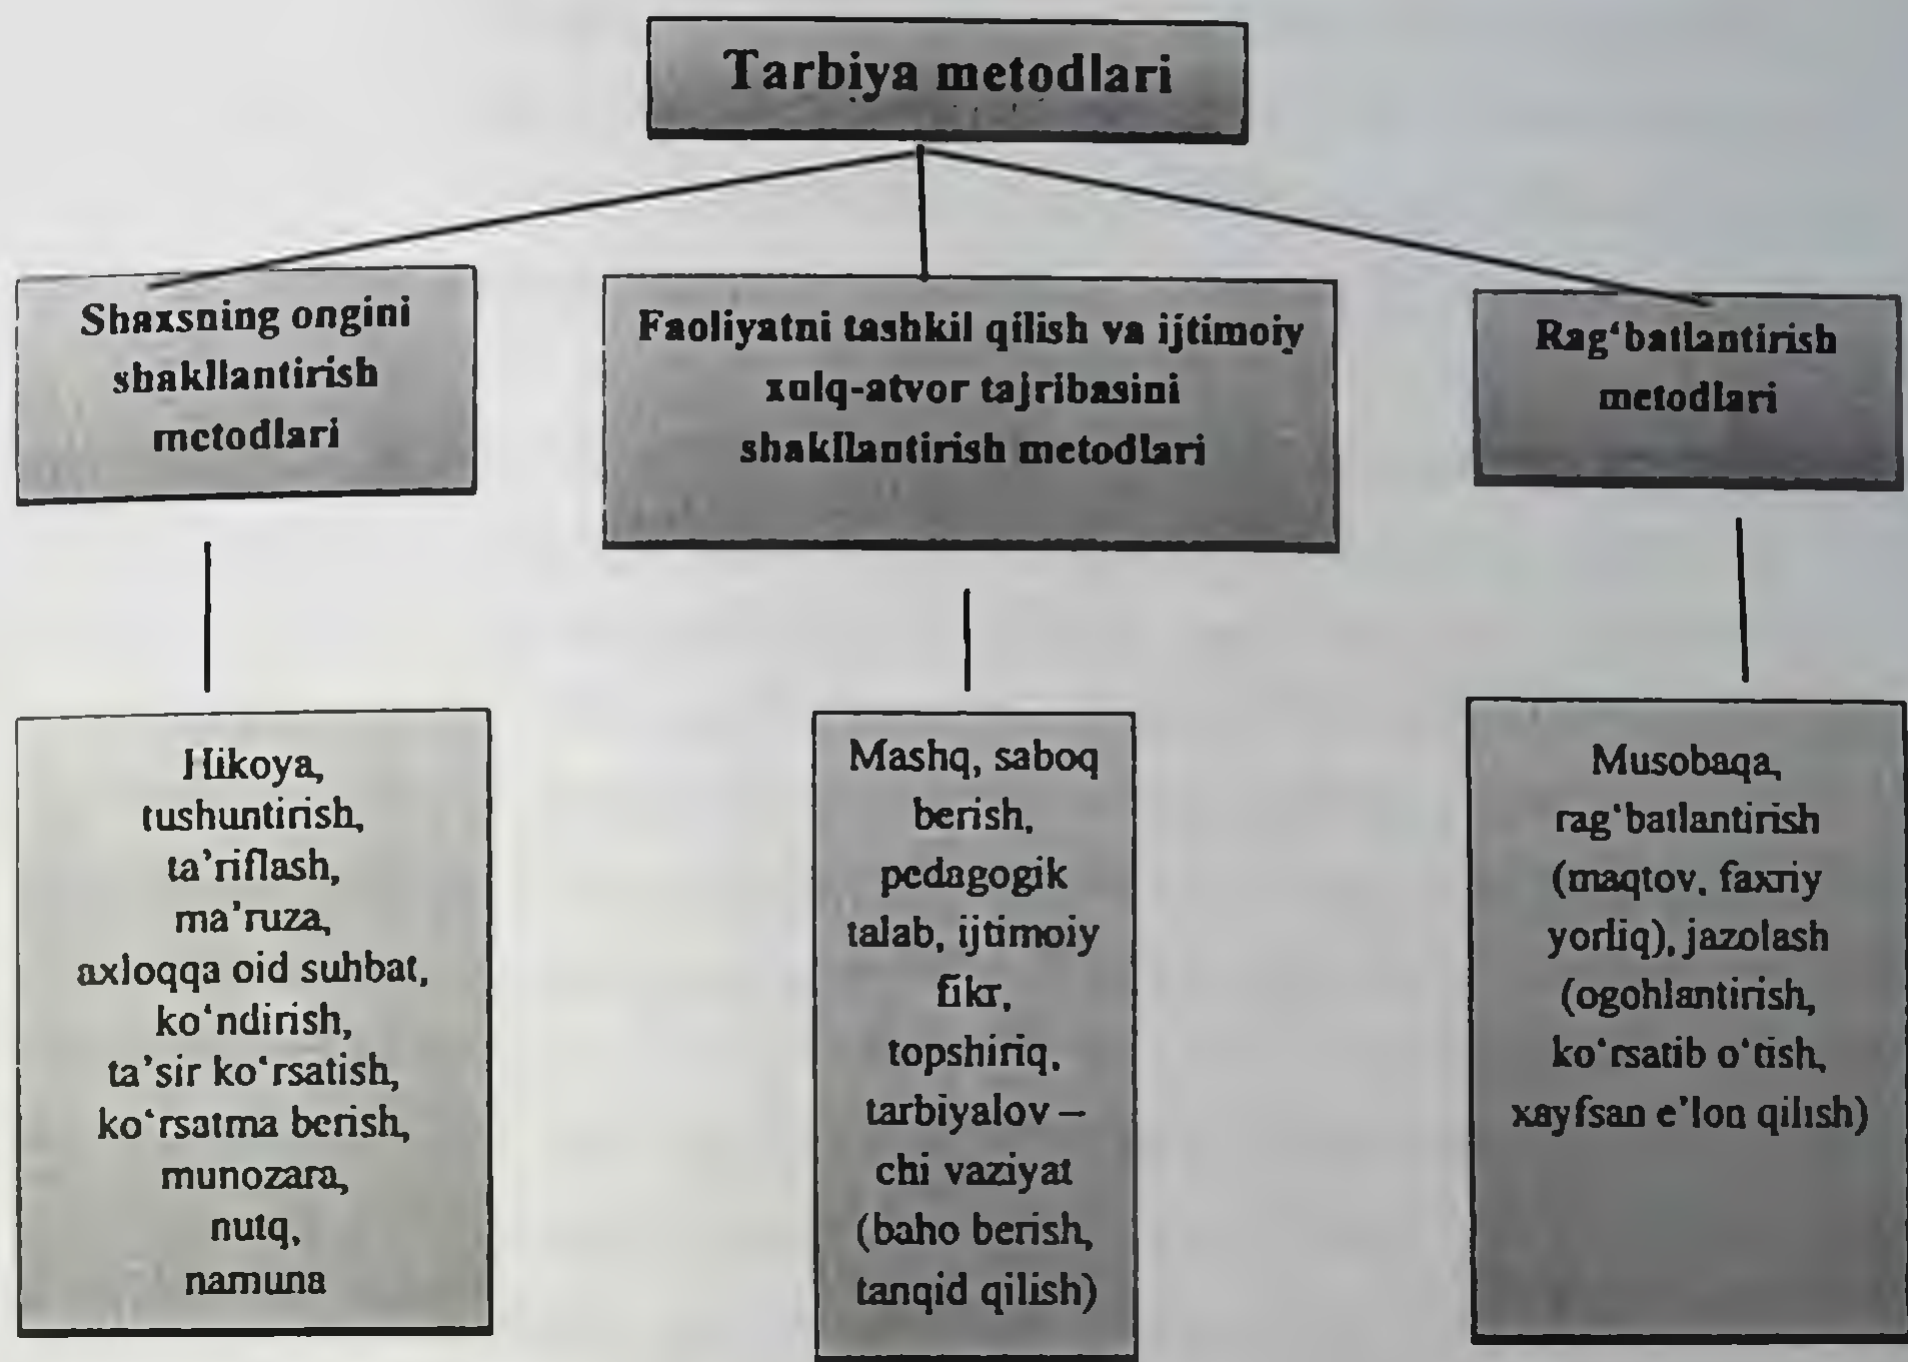 Tarbiya metodlari
Shaxsning ongini
shakllantirish
metodlari
Faoliyatni tashkil qilish va ijtimoiy
xulq-atvor tajribasini
shakllantirish metodlari
Rag‘batlantirish
metodlari
Hikoya,
tushuntirish,
ta’riflash,
ma’ruza,
axloqqa oid suhbat,
ko‘ndirish,
ta’sir ko‘rsatish,
ko‘rsatma berish,
munozara,
nutq,
namuna
Mashq, saboq
berish,
pedagogik
talab, ijtimoiy
fikr,
topshiriq,
tarbiyalov –
chi vaziyat
(baho berish,
tanqid qilish)
Musobaqa,
rag‘batlantirish
(maqtov, faxriy
yorliq), jazolash
(ogohlantirish,
ko‘rsatib o‘tish,
xayfsan e’lon qilish)